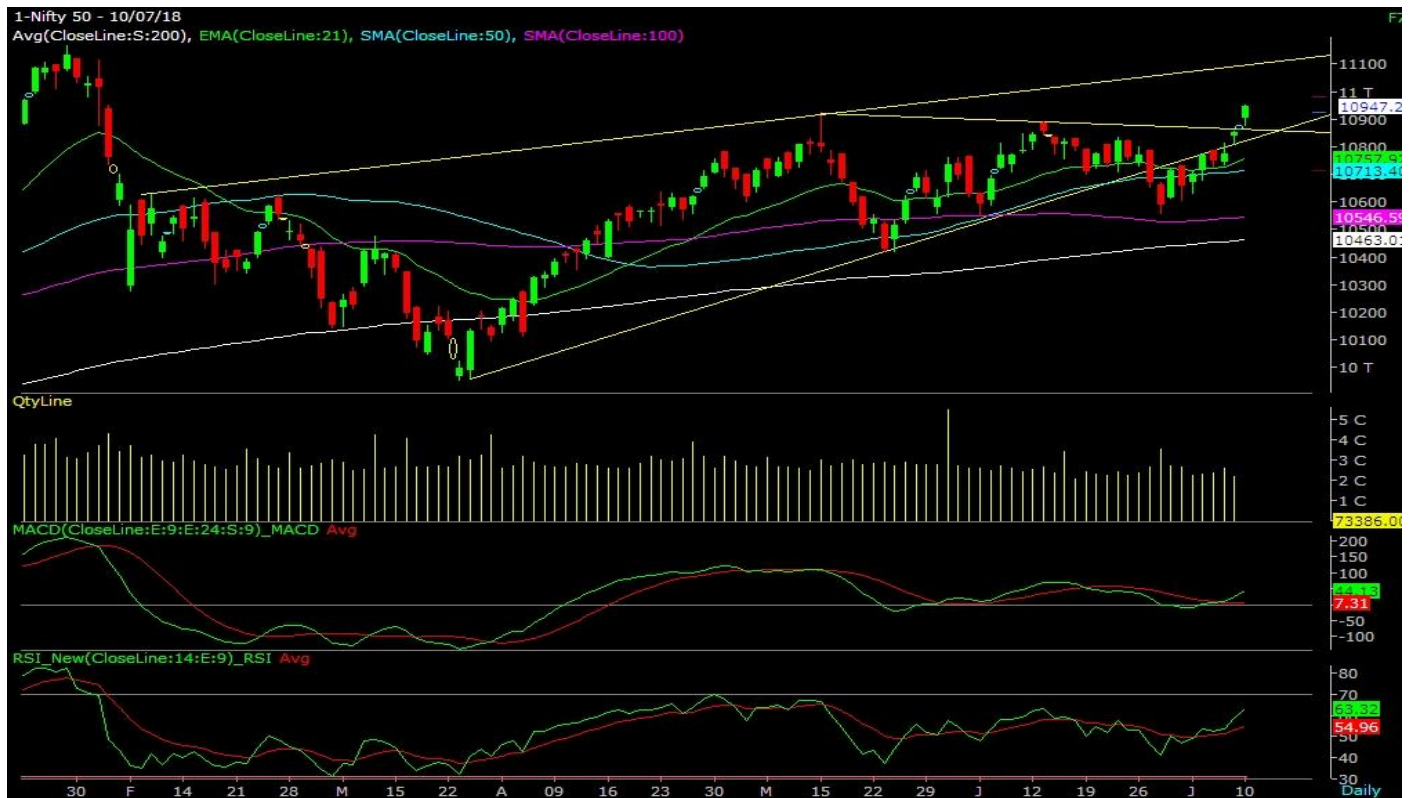 1-Nifty 50 - 10/07/18
F7
Avg(CloseLine:S:200), EMA(CloseLine:21), SMA(CloseLine:50), SMA(CloseLine:100)
11100
11 T
10947.2
10900
10800
10757.92
10713.40
10600
10546.59
10500
10463.01
10400
10300
10200
10100
10 T
QtyLine
5 C
4 C
3 C
2 C
1 C
73386.00
MACD(CloseLine:E:9:E:24:S:9)_MACD Avg
200
150
100
44.13
7.31
-50
-100
RSI_New(CloseLine:14:E:9)_RSI Avg
80
70
63.32
54.96
50
40
30
30 F 14 21 28 M 15 22 A 09 16 23 30 M 15 22 29 J 12 19 26 J 10 Daily